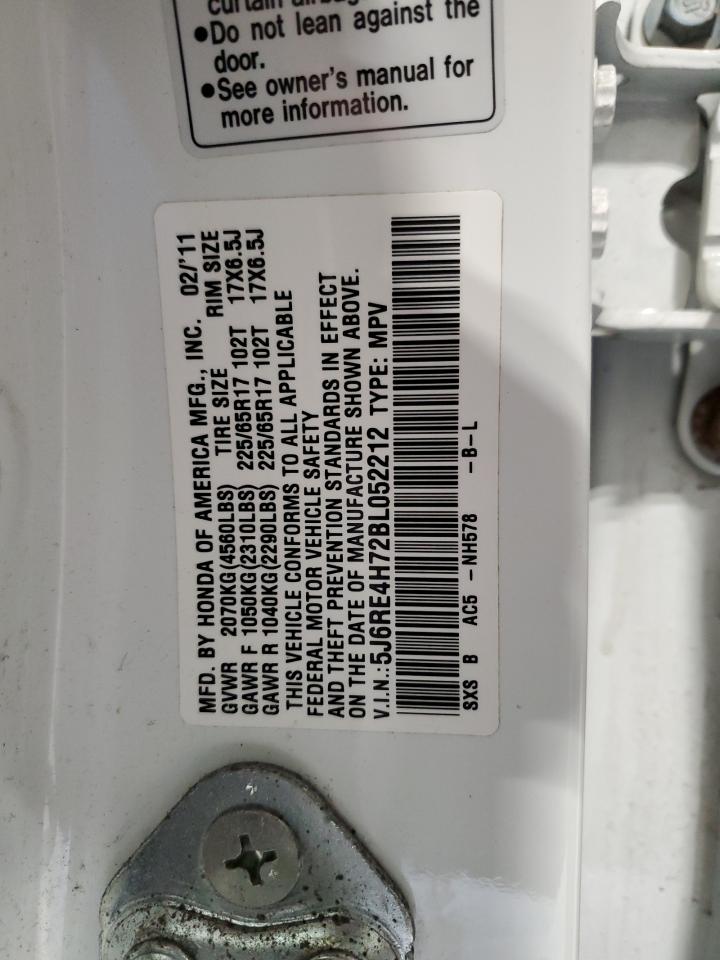 curtain airbag
●Do not lean against the
door.
●See owner's manual for
more information.
MFD. BY HONDA OF AMERICA MFG., INC. 02/'11
GVWR 2070KG(4560LBS) TIRE SIZE RIM SIZE
GAWR F 1050KG(2310LBS) 225/65R17 102T 17X6.5J
GAWR R 1040KG(2290LBS) 225/65R17 102T 17X6.5J
THIS VEHICLE CONFORMS TO ALL APPLICABLE
FEDERAL MOTOR VEHICLE SAFETY
AND THEFT PREVENTION STANDARDS IN EFFECT
ON THE DATE OF MANUFACTURE SHOWN ABOVE.
V.I.N.:5J6RE4H72BL052212 TYPE: MPV
SXS B AC5 -NH578 -B-L